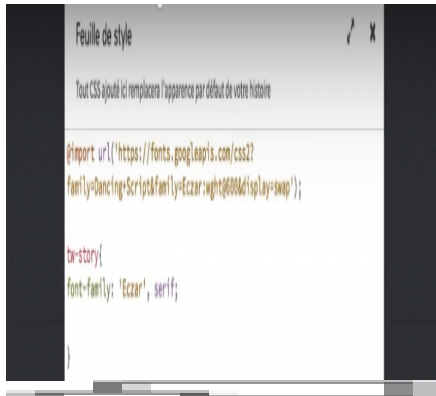 Feuille de style
Tout CSS ajouté ici remplacera l'apparence par défaut de votre histoire
@import url('https://fonts.googleapis.com/css2?
family=Dancing+Script&family=Eczar:wght@600&display=swap');
tw-story{
font-family: 'Eczar', serif;
}